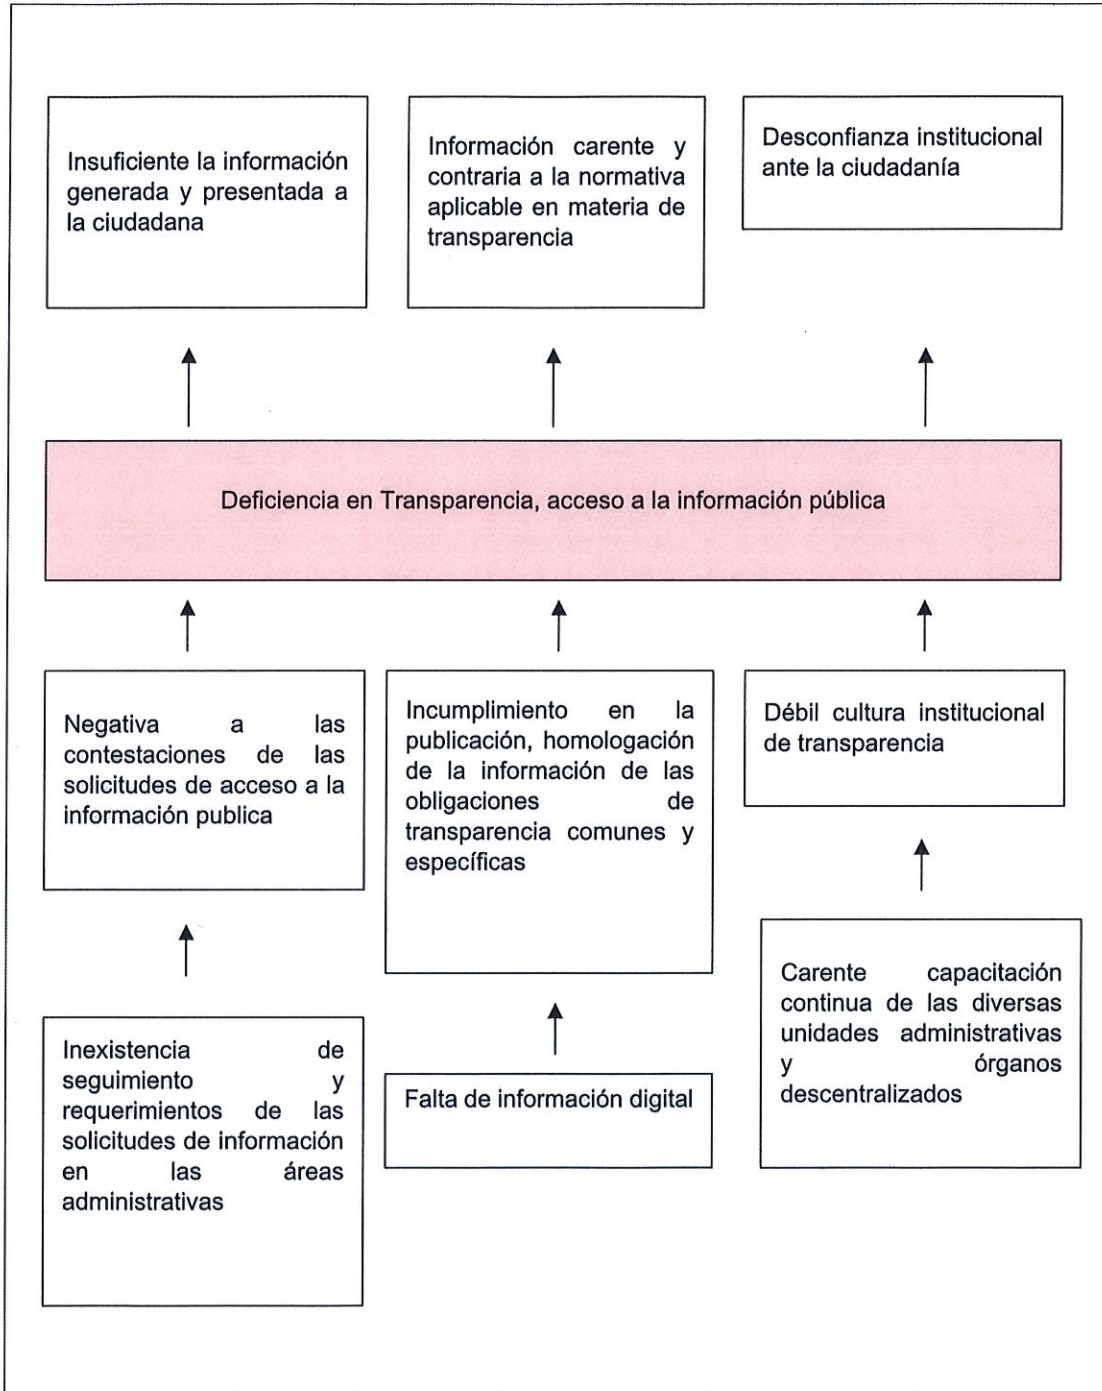 Insuficiente la información
generada y presentada a
la ciudadana
Información carente y
contraria a la normativa
aplicable en materia de
transparencia
Desconfianza institucional
ante la ciudadanía
Deficiencia en Transparencia, acceso a la información pública
Negativa a las
contestaciones de las
solicitudes de acceso a la
información publica
Incumplimiento en la
publicación, homologación
de la información de las
obligaciones de
transparencia comunes y
específicas
Débil cultura institucional
de transparencia
Inexistencia de
seguimiento y
requerimientos de las
solicitudes de información
en las áreas
administrativas
Falta de información digital
Carente capacitación
continua de las diversas
unidades administrativas
y órganos
descentralizados